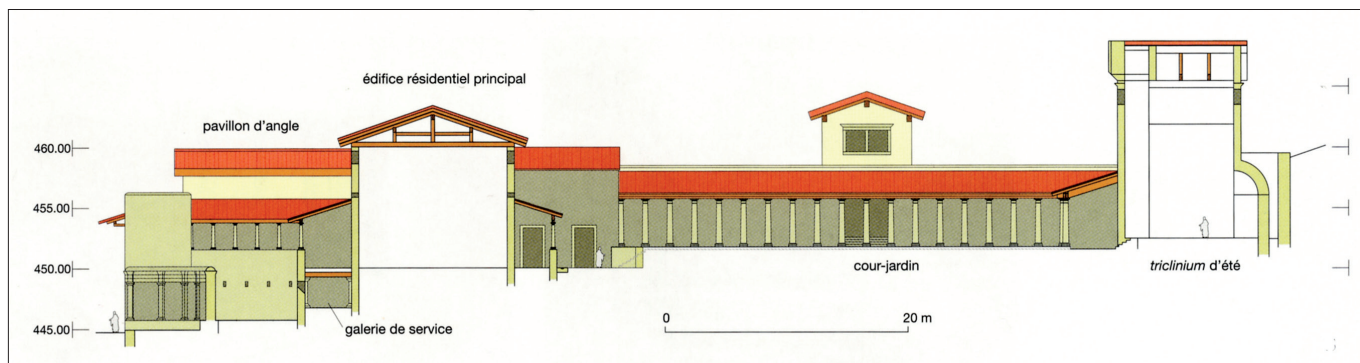 édifice résidentiel principal
pavillon d'angle
460.00
455.00
450.00
cour-jardin
triclinium d'été
445.00
galerie de service
0 20 m